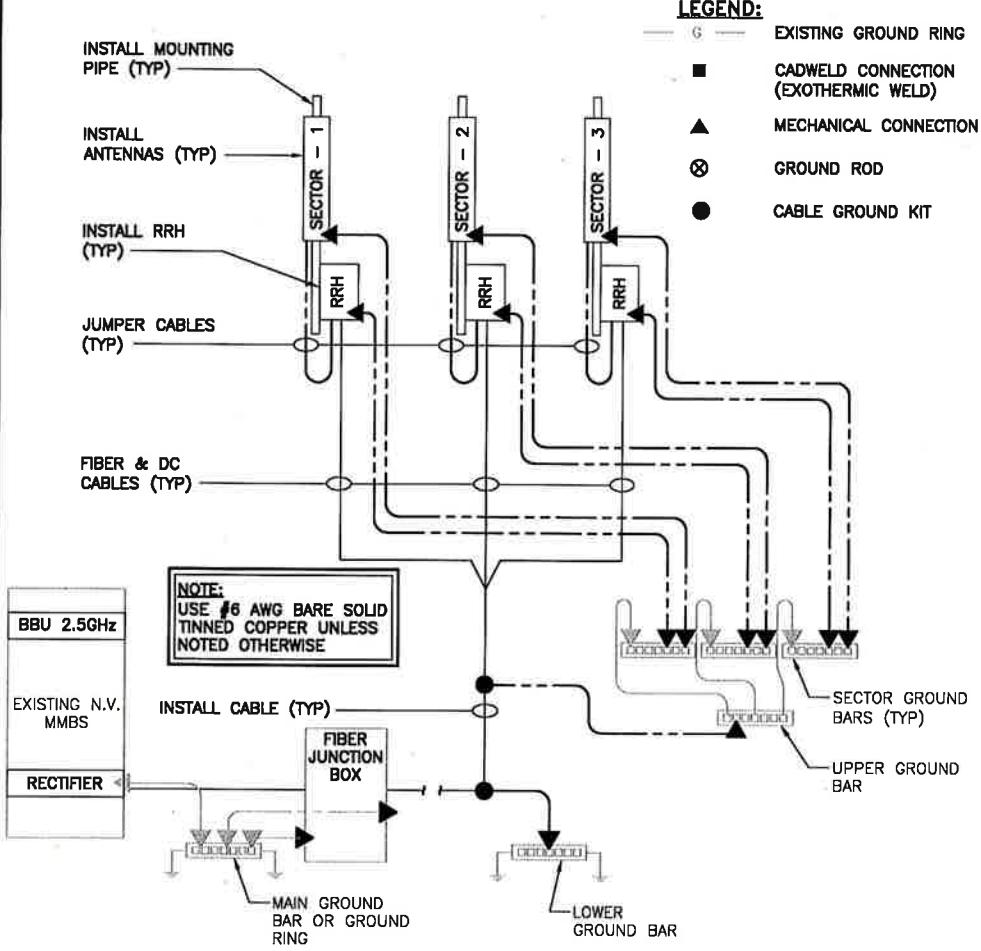 LEGEND:
G EXISTING GROUND RING
CADWELD CONNECTION
(EXOTHERMIC WELD)
MECHANICAL CONNECTION
GROUND ROD
CABLE GROUND KIT
INSTALL MOUNTING
PIPE (TYP)
INSTALL
ANTENNAS (TYP)
INSTALL RRH
(TYP)
JUMPER CABLES
(TYP)
FIBER & DC
CABLES (TYP)
SECTOR - 1
SECTOR - 2
SECTOR - 3
RRH
RRH
RRH
NOTE:
USE #6 AWG BARE SOLID
TINNED COPPER UNLESS
NOTED OTHERWISE
BBU 2.5GHz
EXISTING N.V.
MMBS
RECTIFIER
INSTALL CABLE (TYP)
FIBER
JUNCTION
BOX
SECTOR GROUND
BARS (TYP)
UPPER GROUND
BAR
MAIN GROUND
BAR OR GROUND
RING
LOWER
GROUND BAR